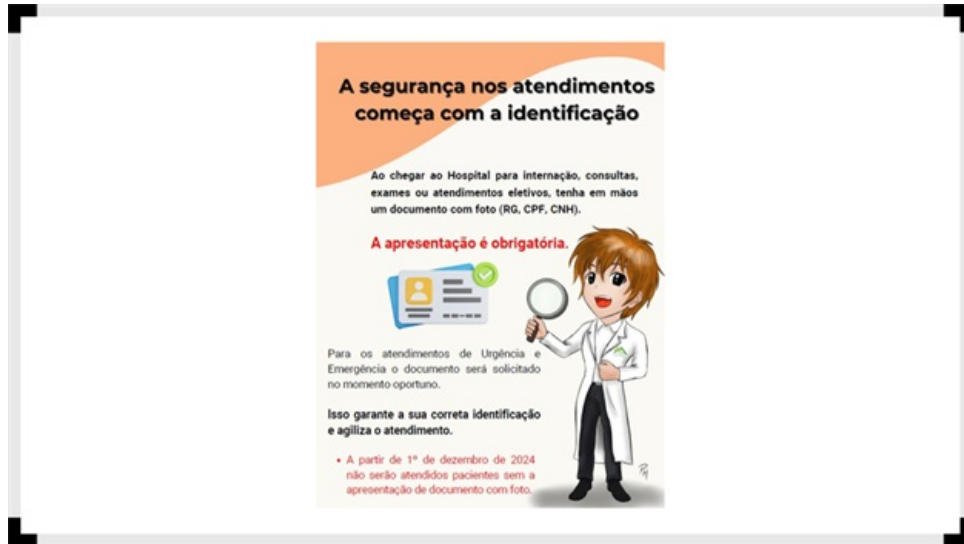 A segurança nos atendimentos
começa com a identificação
Ao chegar ao Hospital para internação, consultas,
exames ou atendimentos eletivos, tenha em mãos
um documento com foto (RG, CPF, CNH).
A apresentação é obrigatória.
Para os atendimentos de Urgência e
Emergência o documento será solicitado
no momento oportuno.
Isso garante a sua correta identificação
e agiliza o atendimento.
• A partir de 1º de dezembro de 2024
não serão atendidos pacientes sem a
apresentação de documento com foto.